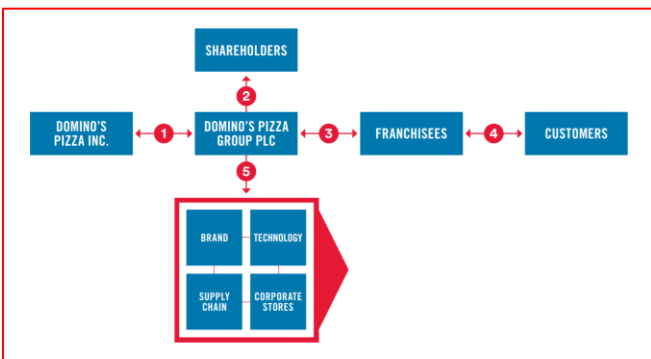 SHAREHOLDERS
2
DOMINO'S
PIZZA INC.
1
DOMINO'S PIZZA
GROUP PLC
3
FRANCHISEES
4
CUSTOMERS
5
BRAND
TECHNOLOGY
SUPPLY
CHAIN
CORPORATE
STORES